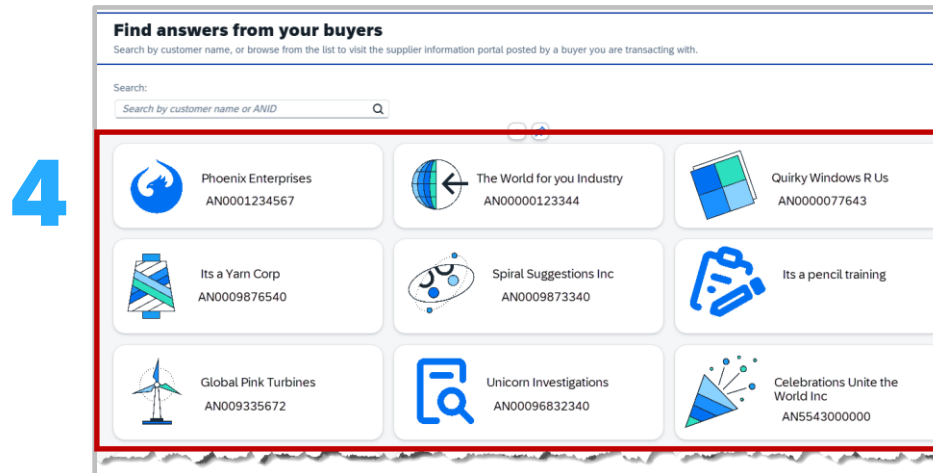 Find answers from your buyers
Search by customer name, or browse from the list to visit the supplier information portal posted by a buyer you are transacting with.
Search:
Search by customer name or ANID
4
Phoenix Enterprises
AN0001234567
The World for you Industry
AN00000123344
Quirky Windows R Us
AN0000077643
Its a Yarn Corp
AN0009876540
Spiral Suggestions Inc
AN0009873340
Its a pencil training
Global Pink Turbines
AN009335672
Unicorn Investigations
AN00096832340
Celebrations Unite the
World Inc
AN5543000000